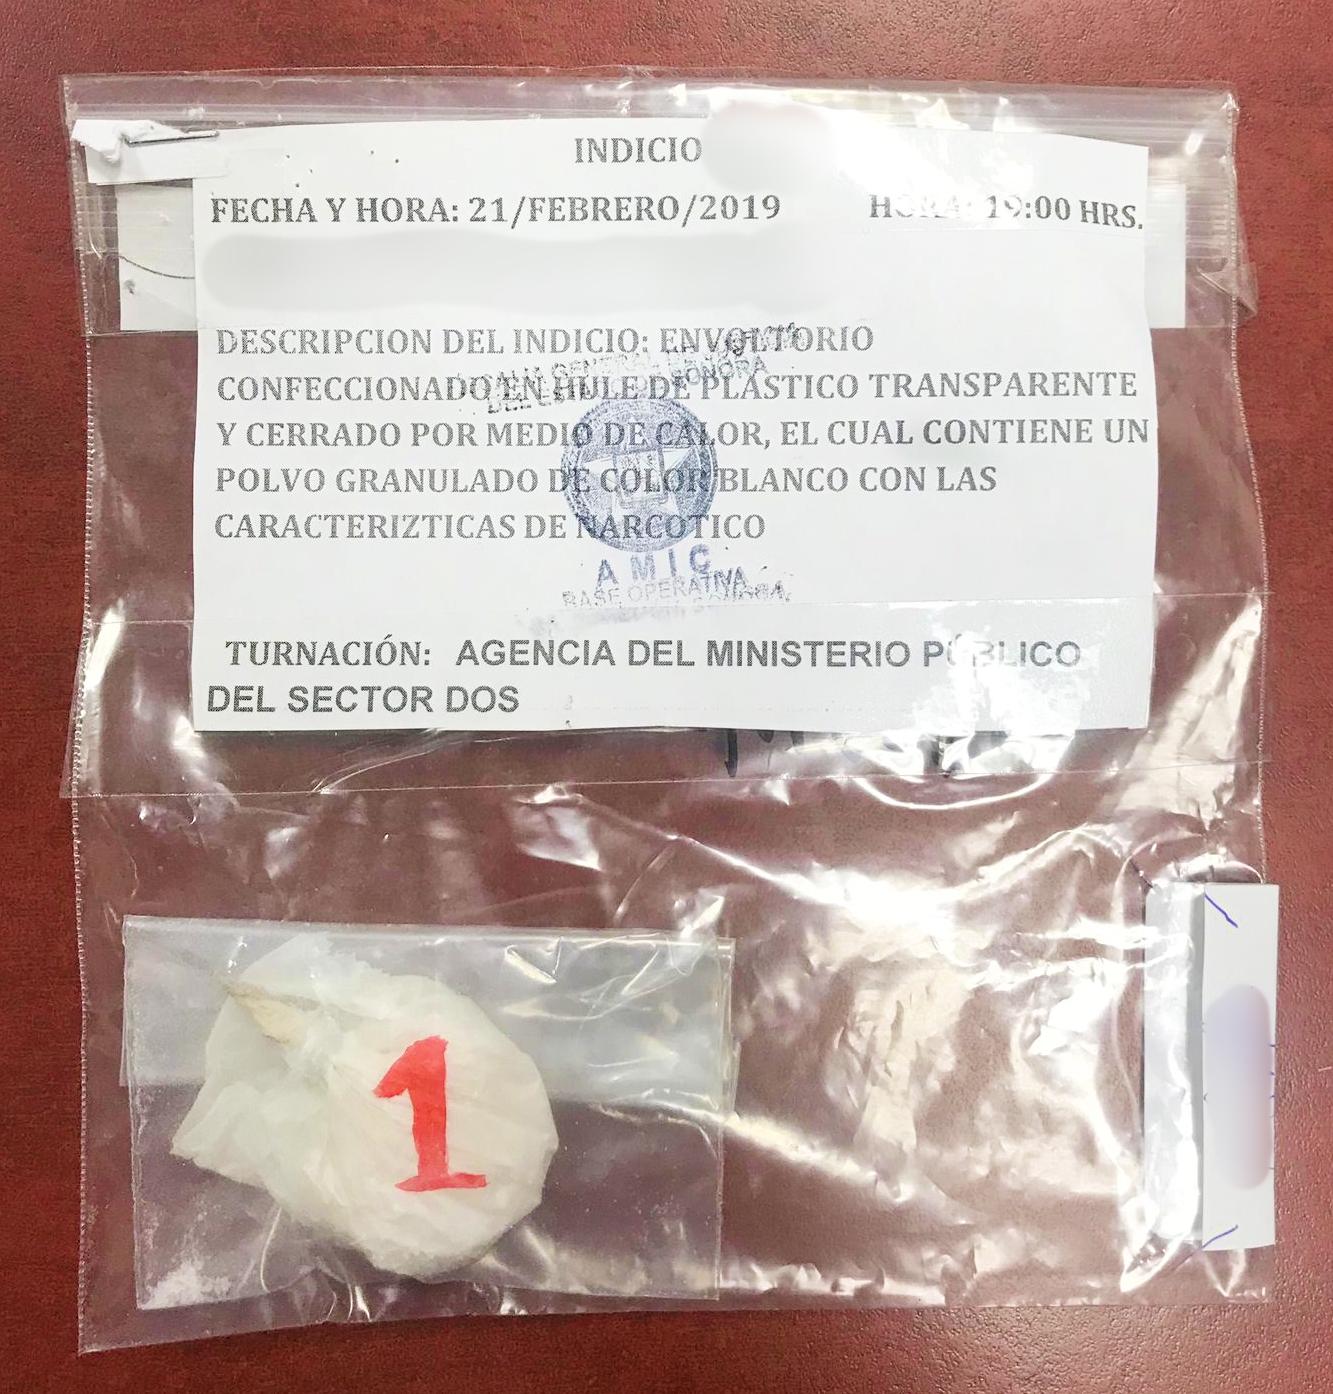 INDICIO
FECHA Y HORA: 21/FEBRERO/2019 HORA: 19:00 HRS.
DESCRIPCION DEL INDICIO: ENVOLTORIO
CONFECCIONADO EN HULE DE PLASTICO TRANSPARENTE
Y CERRADO POR MEDIO DE CALOR, EL CUAL CONTIENE UN
POLVO GRANULADO DE COLOR BLANCO CON LAS
CARACTERIZTICAS DE NARCOTICO
SONORA
AMIC
BASE OPERATIVA
TURNACIÓN: AGENCIA DEL MINISTERIO PÚBLICO
DEL SECTOR DOS
1